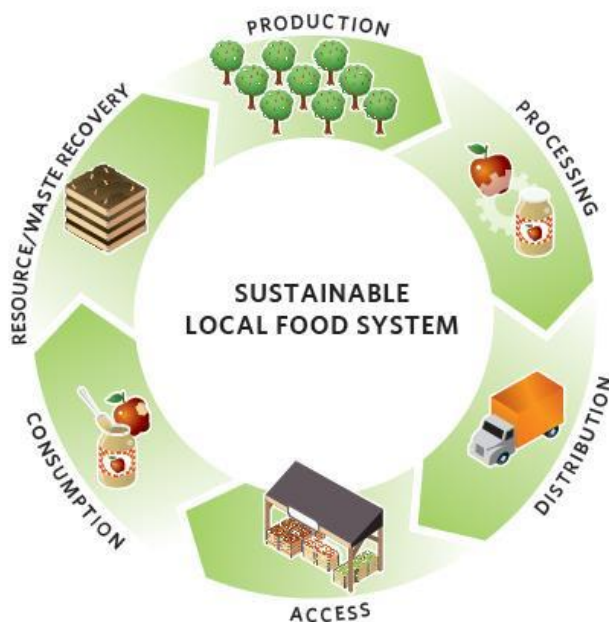 PRODUCTION
PROCESSING
DISTRIBUTION
ACCESS
CONSUMPTION
RESOURCE/WASTE RECOVERY
SUSTAINABLE
LOCAL FOOD SYSTEM